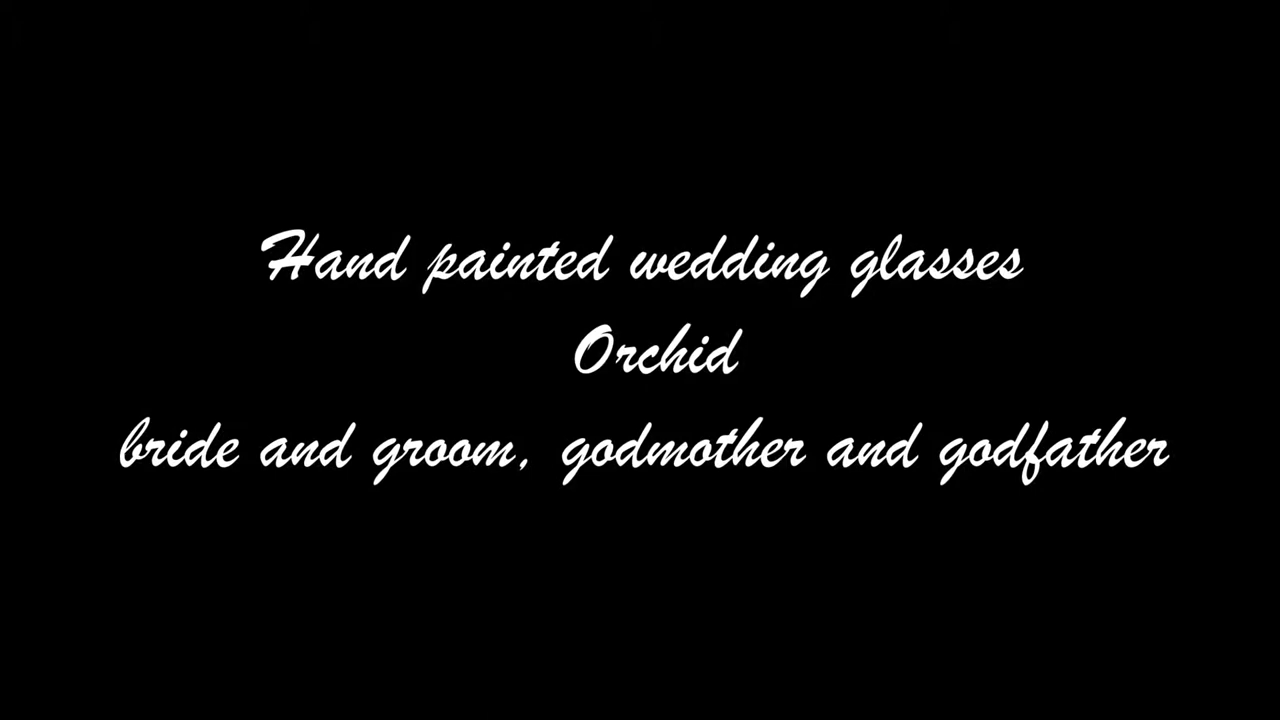 Hand painted wedding glasses
Orchid
bride and groom, godmother and godfather